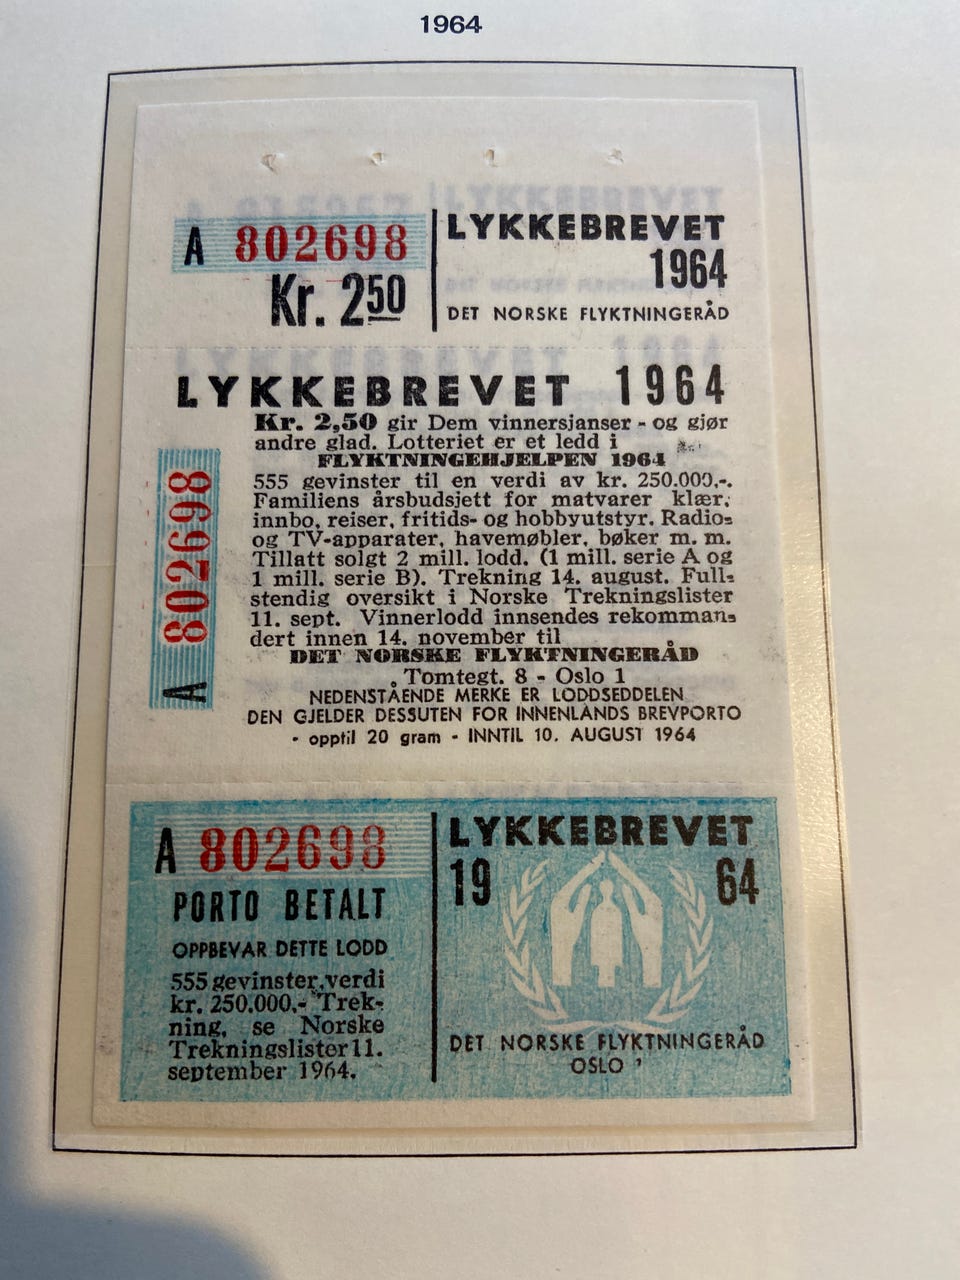 1964
A 802698
Kr. 2⁵⁰
LYKKEBREVET
1964
DET NORSKE FLYKTNINGERÅD
LYKKEBREVET 1964
Kr. 2,50 gir Dem vinnersjanser - og gjør
andre glad. Lotteriet er et ledd i
FLYKTNINGEHJELPEN 1964
555 gevinster til en verdi av kr. 250.000,-.
Familiens årsbudsjett for matvarer klær,
innbo, reiser, fritids- og hobbyutstyr. Radio-
og TV-apparater, havemøbler, bøker m. m.
Tillatt solgt 2 mill. lodd. (1 mill. serie A og
1 mill. serie B). Trekning 14. august. Full-
stendig oversikt i Norske Trekningslister
11. sept. Vinnerlodd innsendes rekomman-
dert innen 14. november til
DET NORSKE FLYKTNINGERÅD
Tomtegt. 8 - Oslo 1
NEDENSTÅENDE MERKE ER LODDSEDDELEN
DEN GJELDER DESSUTEN FOR INNENLANDS BREVPORTO
- opptil 20 gram - INNTIL 10. AUGUST 1964
A 802698
A 802698
PORTO BETALT
OPPBEVAR DETTE LODD
555 gevinster, verdi
kr. 250.000,- Trek-
ning, se Norske
Trekningslister 11.
september 1964.
LYKKEBREVET
19 64
DET NORSKE FLYKTNINGERÅD
OSLO